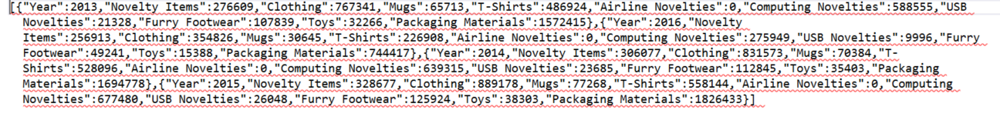 [{"Year":2013,"Novelty Items":276609,"Clothing":767341,"Mugs":65713,"T-Shirts":486924,"Airline Novelties":0,"Computing Novelties":588555,"USB
Novelties":21328,"Furry Footwear":107839,"Toys":32266,"Packaging Materials":1572415},{"Year":2016,"Novelty
Items":256913,"Clothing":354826,"Mugs":30645,"T-Shirts":226908,"Airline Novelties":0,"Computing Novelties":275949,"USB Novelties":9996,"Furry
Footwear":49241,"Toys":15388,"Packaging Materials":744417},{"Year":2014,"Novelty Items":306077,"Clothing":831573,"Mugs":70384,"T-
Shirts":528096,"Airline Novelties":0,"Computing Novelties":639315,"USB Novelties":23685,"Furry Footwear":112845,"Toys":35403,"Packaging
Materials":1694778},{"Year":2015,"Novelty Items":328677,"Clothing":889178,"Mugs":77268,"T-Shirts":558144,"Airline Novelties":0,"Computing
Novelties":677480,"USB Novelties":26048,"Furry Footwear":125924,"Toys":38303,"Packaging Materials":1826433}]